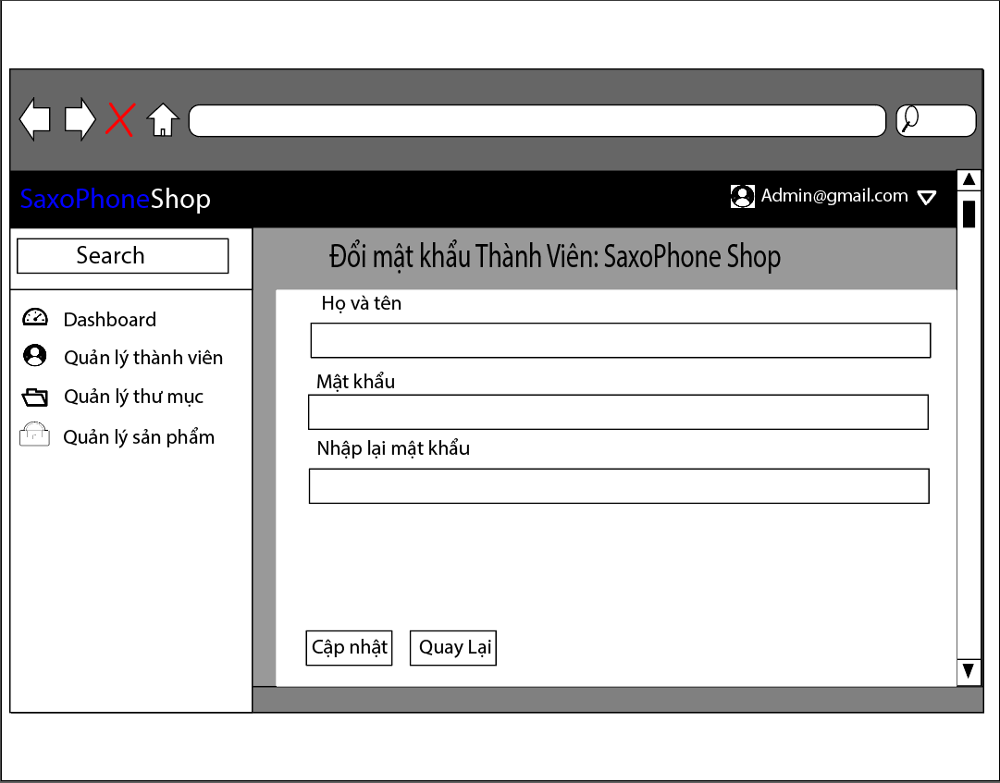 SaxoPhoneShop
Admin@gmail.com
Search
Đổi mật khẩu Thành Viên: SaxoPhone Shop
Dashboard
Quản lý thành viên
Quản lý thư mục
Quản lý sản phẩm
Họ và tên
Mật khẩu
Nhập lại mật khẩu
Cập nhật
Quay Lại